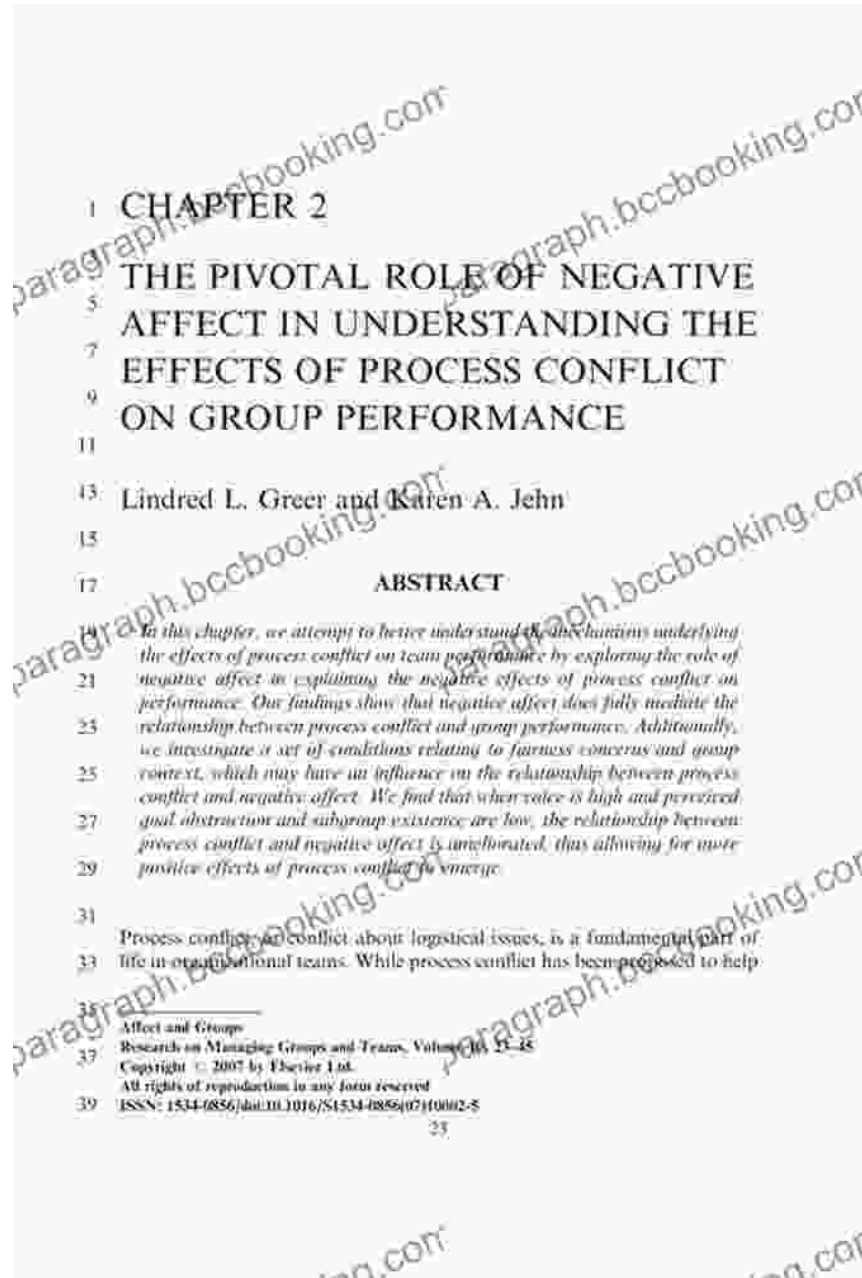 1 CHAPTER 2
3 THE PIVOTAL ROLE OF NEGATIVE
5
AFFECT IN UNDERSTANDING THE
7
EFFECTS OF PROCESS CONFLICT
9
ON GROUP PERFORMANCE
11
13 Lindred L. Greer and Karen A. Jehn
15
17 ABSTRACT
19 In this chapter, we attempt to better understand the mechanisms underlying
the effects of process conflict on team performance by exploring the role of
21 negative affect in explaining the negative effects of process conflict on
performance. Our findings show that negative affect does fully mediate the
23 relationship between process conflict and group performance. Additionally,
we investigate a set of conditions relating to fairness concerns and group
25 context, which may have an influence on the relationship between process
conflict and negative affect. We find that when voice is high and perceived
27 goal abstraction and subgroup existence are low, the relationship between
process conflict and negative affect is ameliorated, thus allowing for more
29 positive effects of process conflict to emerge.
31
Process conflict, or conflict about logistical issues, is a fundamental part of
33 life in organizational teams. While process conflict has been proposed to help
35
Affect and Groups
37 Research on Managing Groups and Teams, Volume 10, 23–45
Copyright © 2007 by Elsevier Ltd.
All rights of reproduction in any form reserved
39 ISSN: 1534-0856/doi:10.1016/S1534-0856(07)10002-5
23
paragraph.bccbooking.com
paragraph.bccbooking.com
paragraph.bccbooking.com
paragraph.bccbooking.com
paragraph.bccbooking.com
paragraph.bccbooking.com